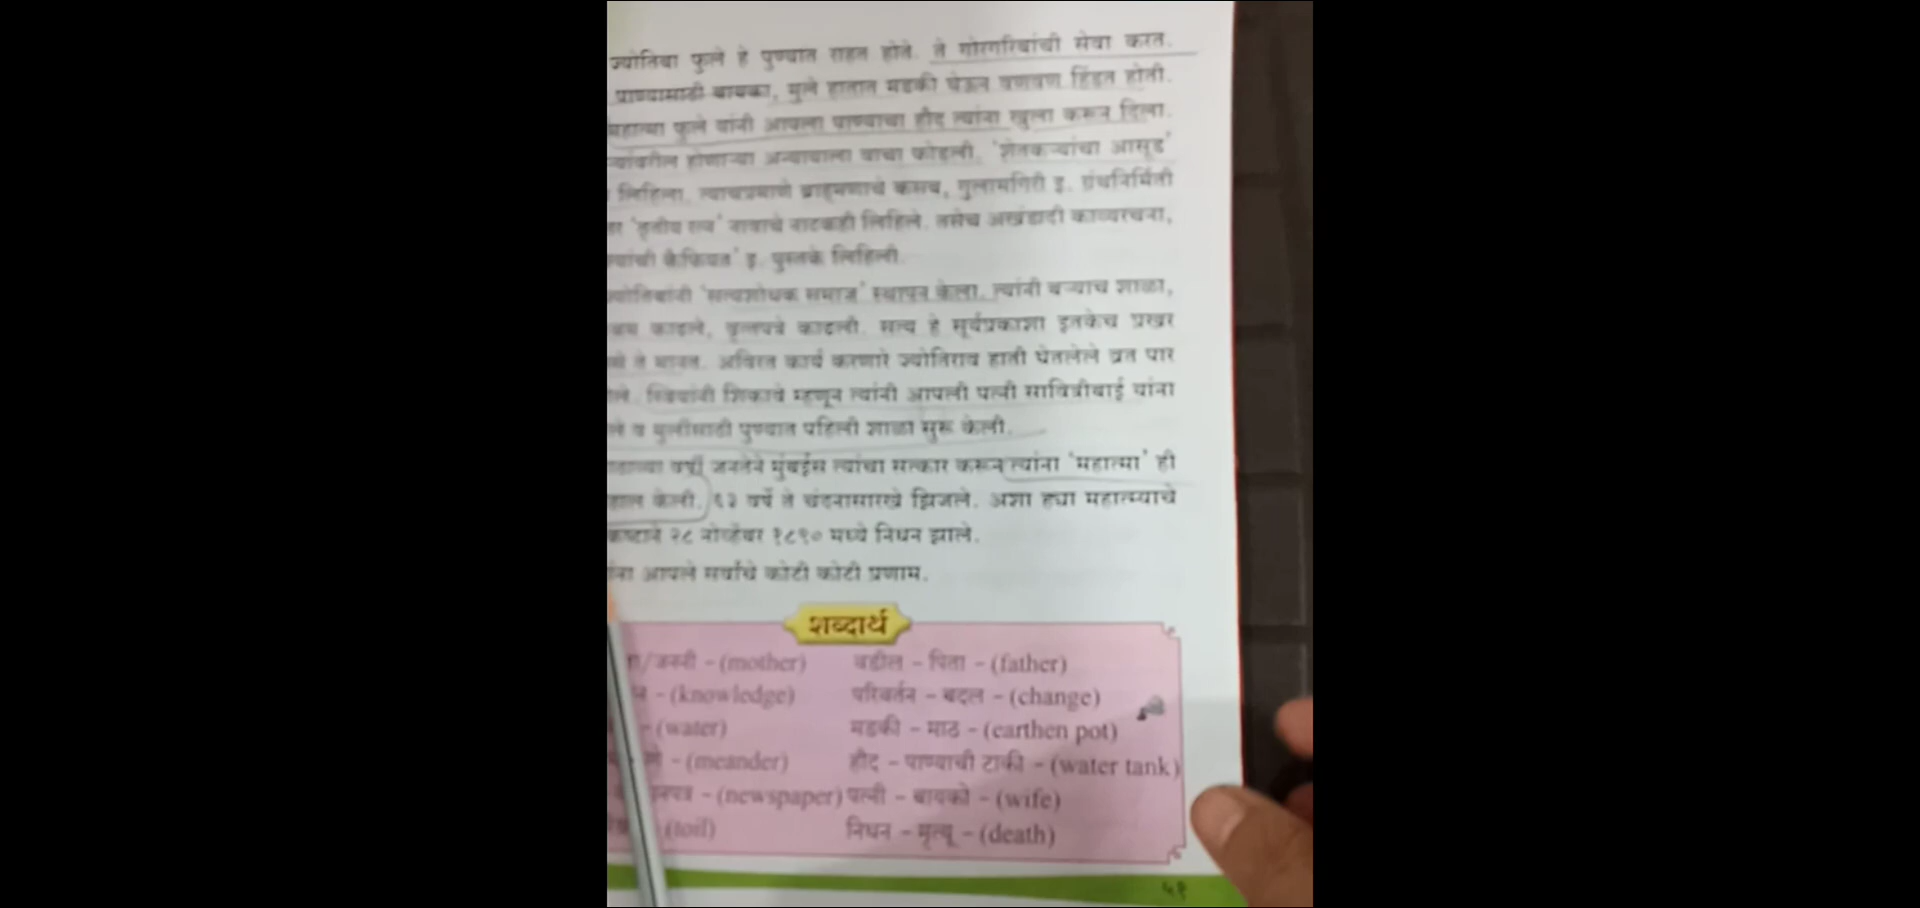 ज्योतिबा फुले हे पुण्यात राहत होते. ते गोरगरिबांची सेवा करत.
पाण्यासाठी बायका, मुले हातात मडकी घेऊन वणवण हिंडत होती.
महात्मा फुले यांनी आपला पाण्याचा हौद त्यांना खुला करून दिला.
होणाऱ्या अन्यायाला वाचा फोडली. 'शेतकऱ्यांचा आसूड'
लिहिला. त्याचप्रमाणे ब्राह्मणाचे कसब, गुलामगिरी इ. ग्रंथनिर्मिती
'तृतीय रत्न' नावाचे नाटकही लिहिले. तसेच अखंडादी काव्यरचना,
कैफियत' इ. पुस्तके लिहिली.
'सत्यशोधक समाज' स्थापन केला. त्यांनी बऱ्याच शाळा,
काढले, वृत्तपत्रे काढली. सत्य हे सूर्यप्रकाशा इतकेच प्रखर
ते मानत. अविरत कार्य करणारे ज्योतिराव हाती घेतलेले व्रत पार
स्त्रियांनी शिकावे म्हणून त्यांनी आपली पत्नी सावित्रीबाई यांना
व मुलींसाठी पुण्यात पहिली शाळा सुरू केली.
वर्षी जनतेने मुंबईस त्यांचा सत्कार करून त्यांना 'महात्मा' ही
केली. ६३ वर्षे ते चंदनासारखे झिजले. अशा ह्या महात्म्याचे
२८ नोव्हेंबर १८९० मध्ये निधन झाले.
आपले सर्वांचे कोटी कोटी प्रणाम.
शब्दार्थ
/जननी - (mother) वडील - पिता - (father)
- (knowledge) परिवर्तन - बदल - (change)
- (water) मडकी - माठ - (earthen pot)
- (meander) हौद - पाण्याची टाकी - (water tank)
- (newspaper) पत्नी - बायको - (wife)
(toil) निधन - मृत्यू - (death)
५१